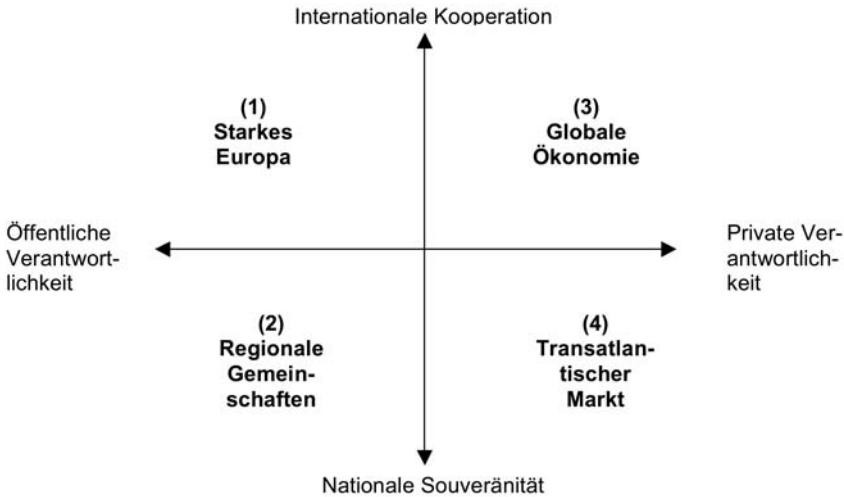 Internationale Kooperation
(1)
Starkes
Europa
(3)
Globale
Ökonomie
Öffentliche
Verantwort-
lichkeit
Private Ver-
antwortlich-
keit
(2)
Regionale
Gemein-
schaften
(4)
Transatlan-
tischer
Markt
Nationale Souveränität